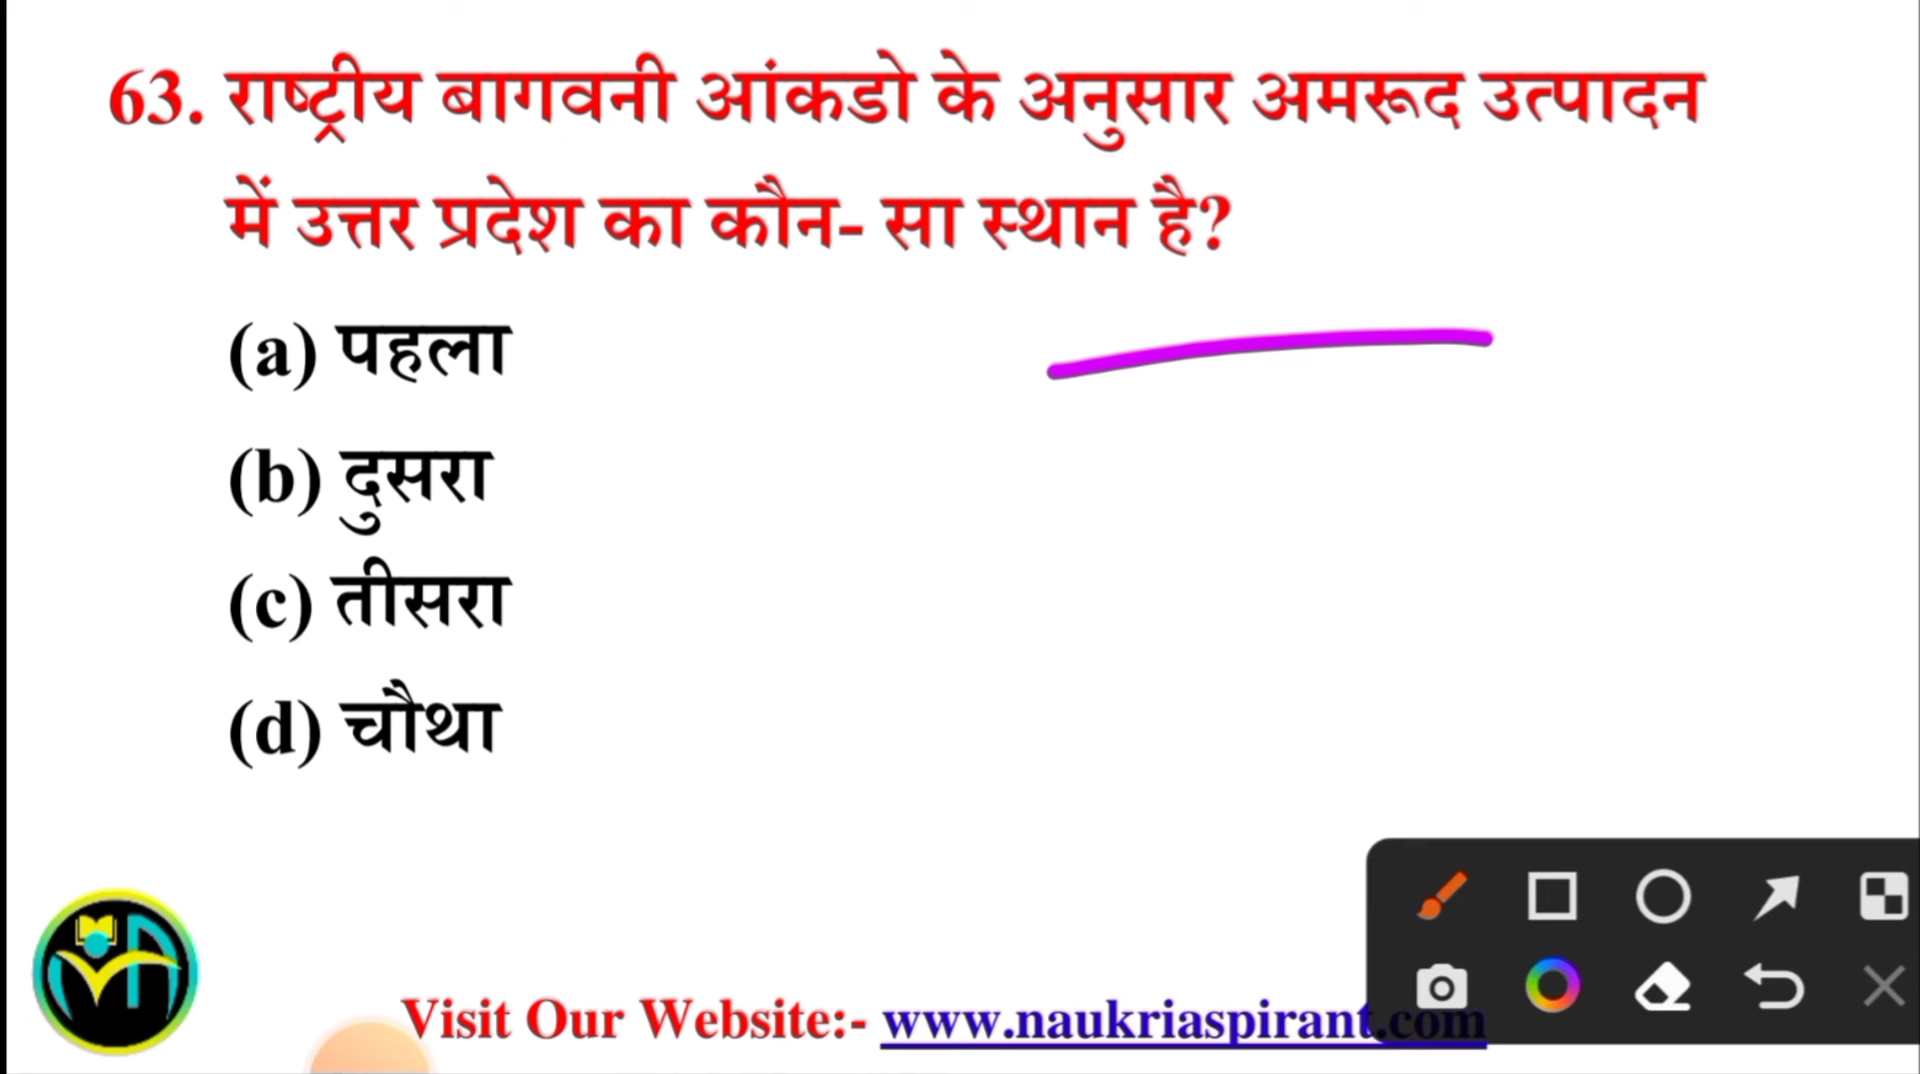 63. राष्ट्रीय बागवनी आंकडो के अनुसार अमरूद उत्पादन
में उत्तर प्रदेश का कौन- सा स्थान है?
(a) पहला
(b) दुसरा
(c) तीसरा
(d) चौथा
Visit Our Website:- www.naukriaspirant.com